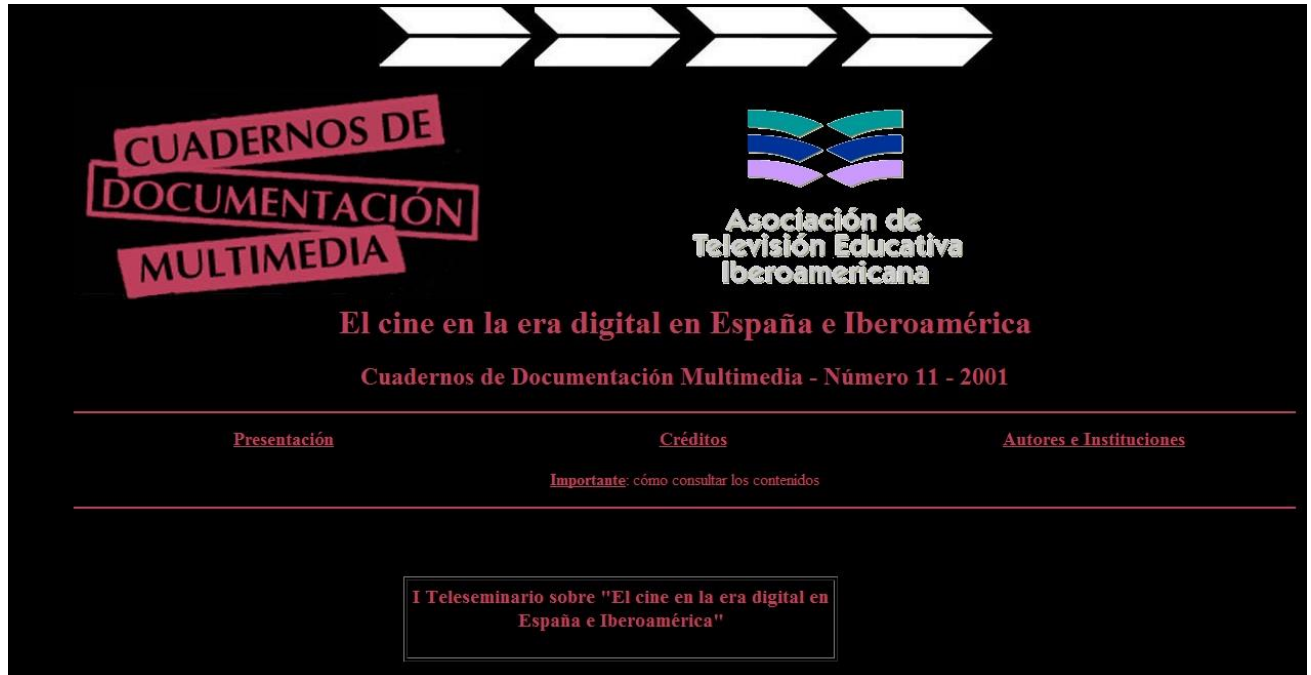 CUADERNOS DE
DOCUMENTACIÓN
MULTIMEDIA
Asociación de
Televisión Educativa
Iberoamericana
El cine en la era digital en España e Iberoamérica
Cuadernos de Documentación Multimedia - Número 11 - 2001
Presentación Créditos Autores e Instituciones
Importante: cómo consultar los contenidos
I Teleseminario sobre "El cine en la era digital en
España e Iberoamérica"